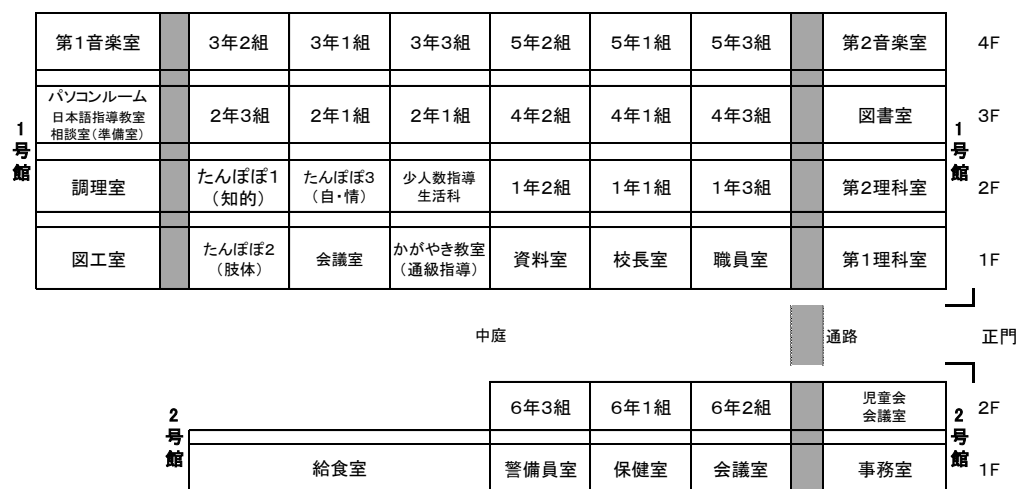 第1音楽室 3年2組 3年1組 3年3組 5年2組 5年1組 5年3組 第2音楽室 4F
パソコンルーム
日本語指導教室
相談室(準備室)
2年3組 2年1組 2年1組 4年2組 4年1組 4年3組 図書室 3F
1号館
1号館
調理室
たんぽぽ1
(知的)
たんぽぽ3
(自・情)
少人数指導
生活科
1年2組 1年1組 1年3組 第2理科室 2F
図工室
たんぽぽ2
(肢体)
会議室
かがやき教室
(通級指導)
資料室 校長室 職員室 第1理科室 1F
中庭 通路 正門
2号館
6年3組 6年1組 6年2組
児童会
会議室
2F
2号館
給食室 警備員室 保健室 会議室 事務室 1F